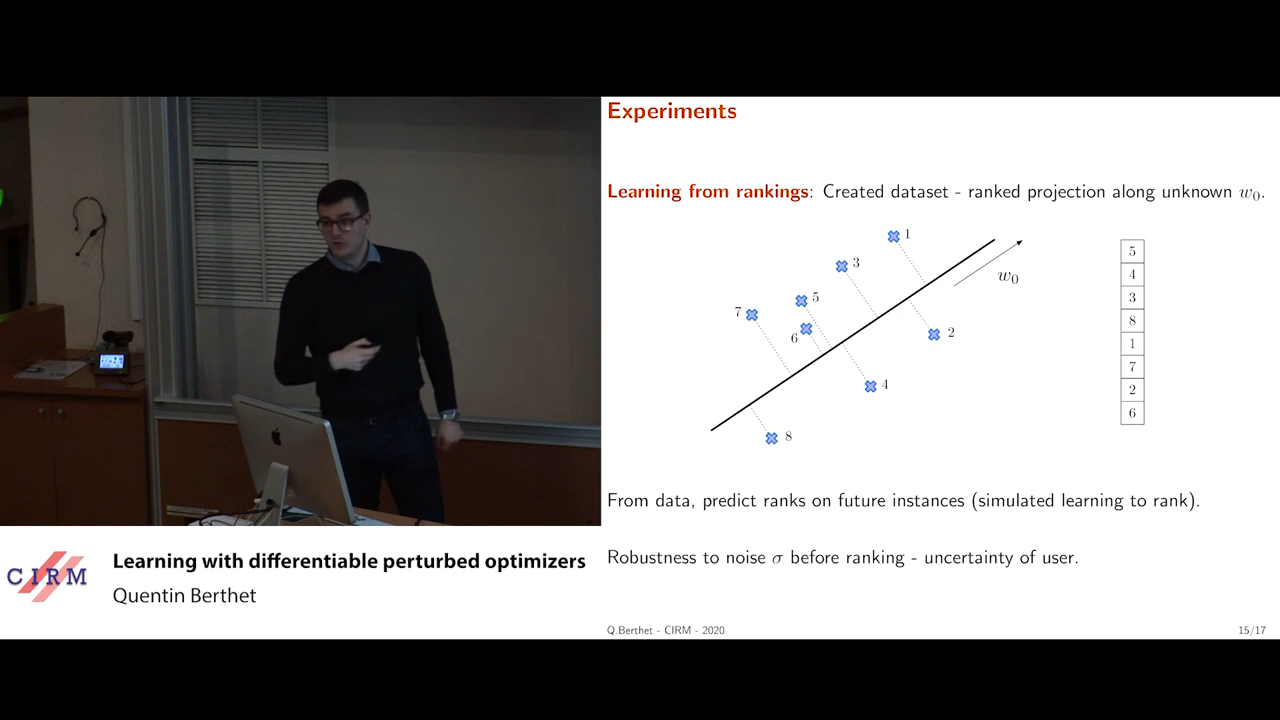 Experiments
Learning from rankings: Created dataset - ranked projection along unknown w₀.
1
3
w₀
5
7
2
6
4
8
5
4
3
8
1
7
2
6
From data, predict ranks on future instances (simulated learning to rank).
Robustness to noise σ before ranking - uncertainty of user.
Q.Berthet - CIRM - 2020
15/17
CIRM
Learning with differentiable perturbed optimizers
Quentin Berthet